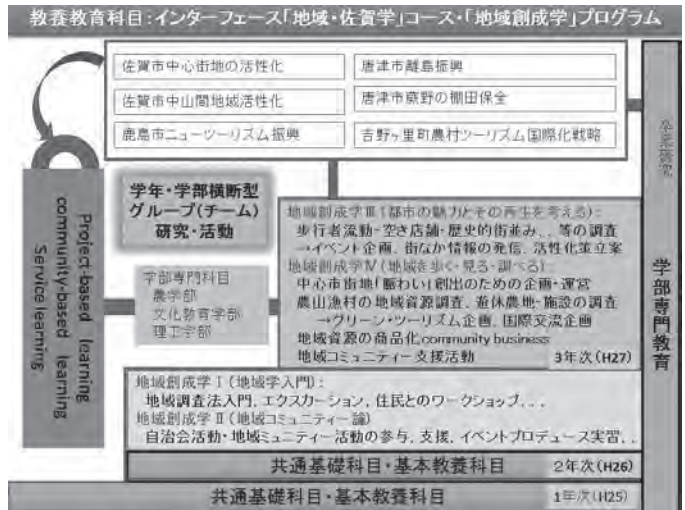 教養教育科目:インターフェース「地域・佐賀学」コース・「地域創成学」プログラム
佐賀市中心街地の活性化
唐津市離島振興
佐賀市中山間地域活性化
唐津市蕨野の棚田保全
鹿島市ニューツーリズム振興
吉野ヶ里町農村ツーリズム国際化戦略
卒業研究
学年・学部横断型
グループ(チーム)
研究・活動
Project-based learning
community-based learning
Service learning
学部専門科目
農学部
文化教育学部
理工学部
地域創成学Ⅲ(都市の魅力とその再生を考える):
歩行者流動・空き店舗・歴史的街並み...等の調査
→イベント企画、街なか情報の発信、活性化策立案
地域創成学Ⅳ(地域を歩く・見る・調べる):
中心市街地「賑わい」創出のための企画・運営
農山漁村の地域資源調査、遊休農地・施設の調査
→グリーン・ツーリズム企画、国際交流企画
地域資源の商品化community business
地域コミュニティー支援活動 3年次(H27)
学部専門教育
地域創成学Ⅰ(地域学入門):
地域調査法入門、エクスカーション、住民とのワークショップ...
地域創成学Ⅱ(地域コミュニティー論)
自治会活動・地域ミュニティー活動の参与、支援、イベントプロデュース実習..
共通基礎科目・基本教養科目 2年次(H26)
共通基礎科目・基本教養科目 1年次(H25)